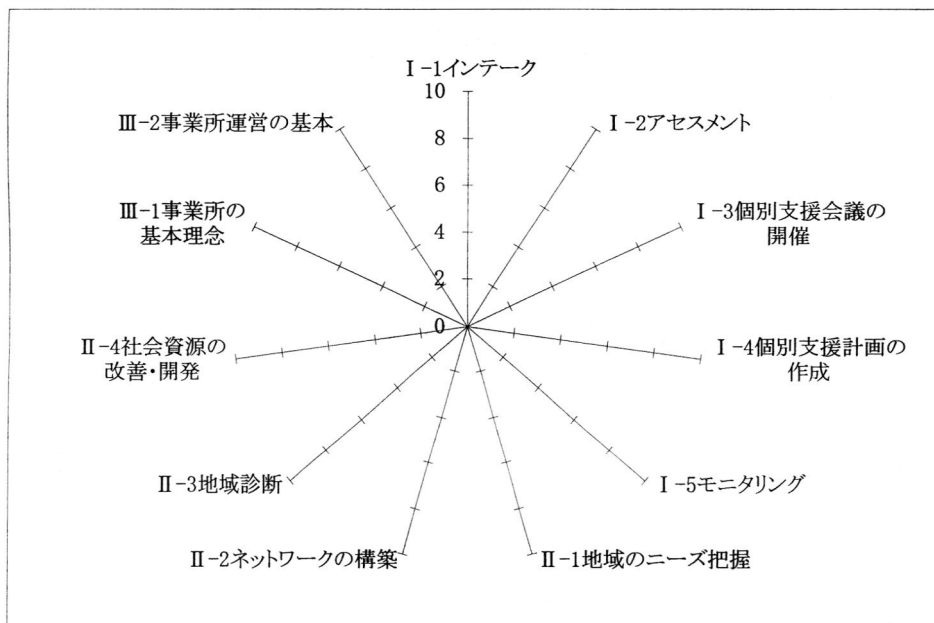 Ⅰ-1インテーク
10
8
6
4
2
0
Ⅰ-2アセスメント
Ⅰ-3個別支援会議の
開催
Ⅰ-4個別支援計画の
作成
Ⅰ-5モニタリング
Ⅱ-1地域のニーズ把握
Ⅱ-2ネットワークの構築
Ⅱ-3地域診断
Ⅱ-4社会資源の
改善・開発
Ⅲ-1事業所の
基本理念
Ⅲ-2事業所運営の基本